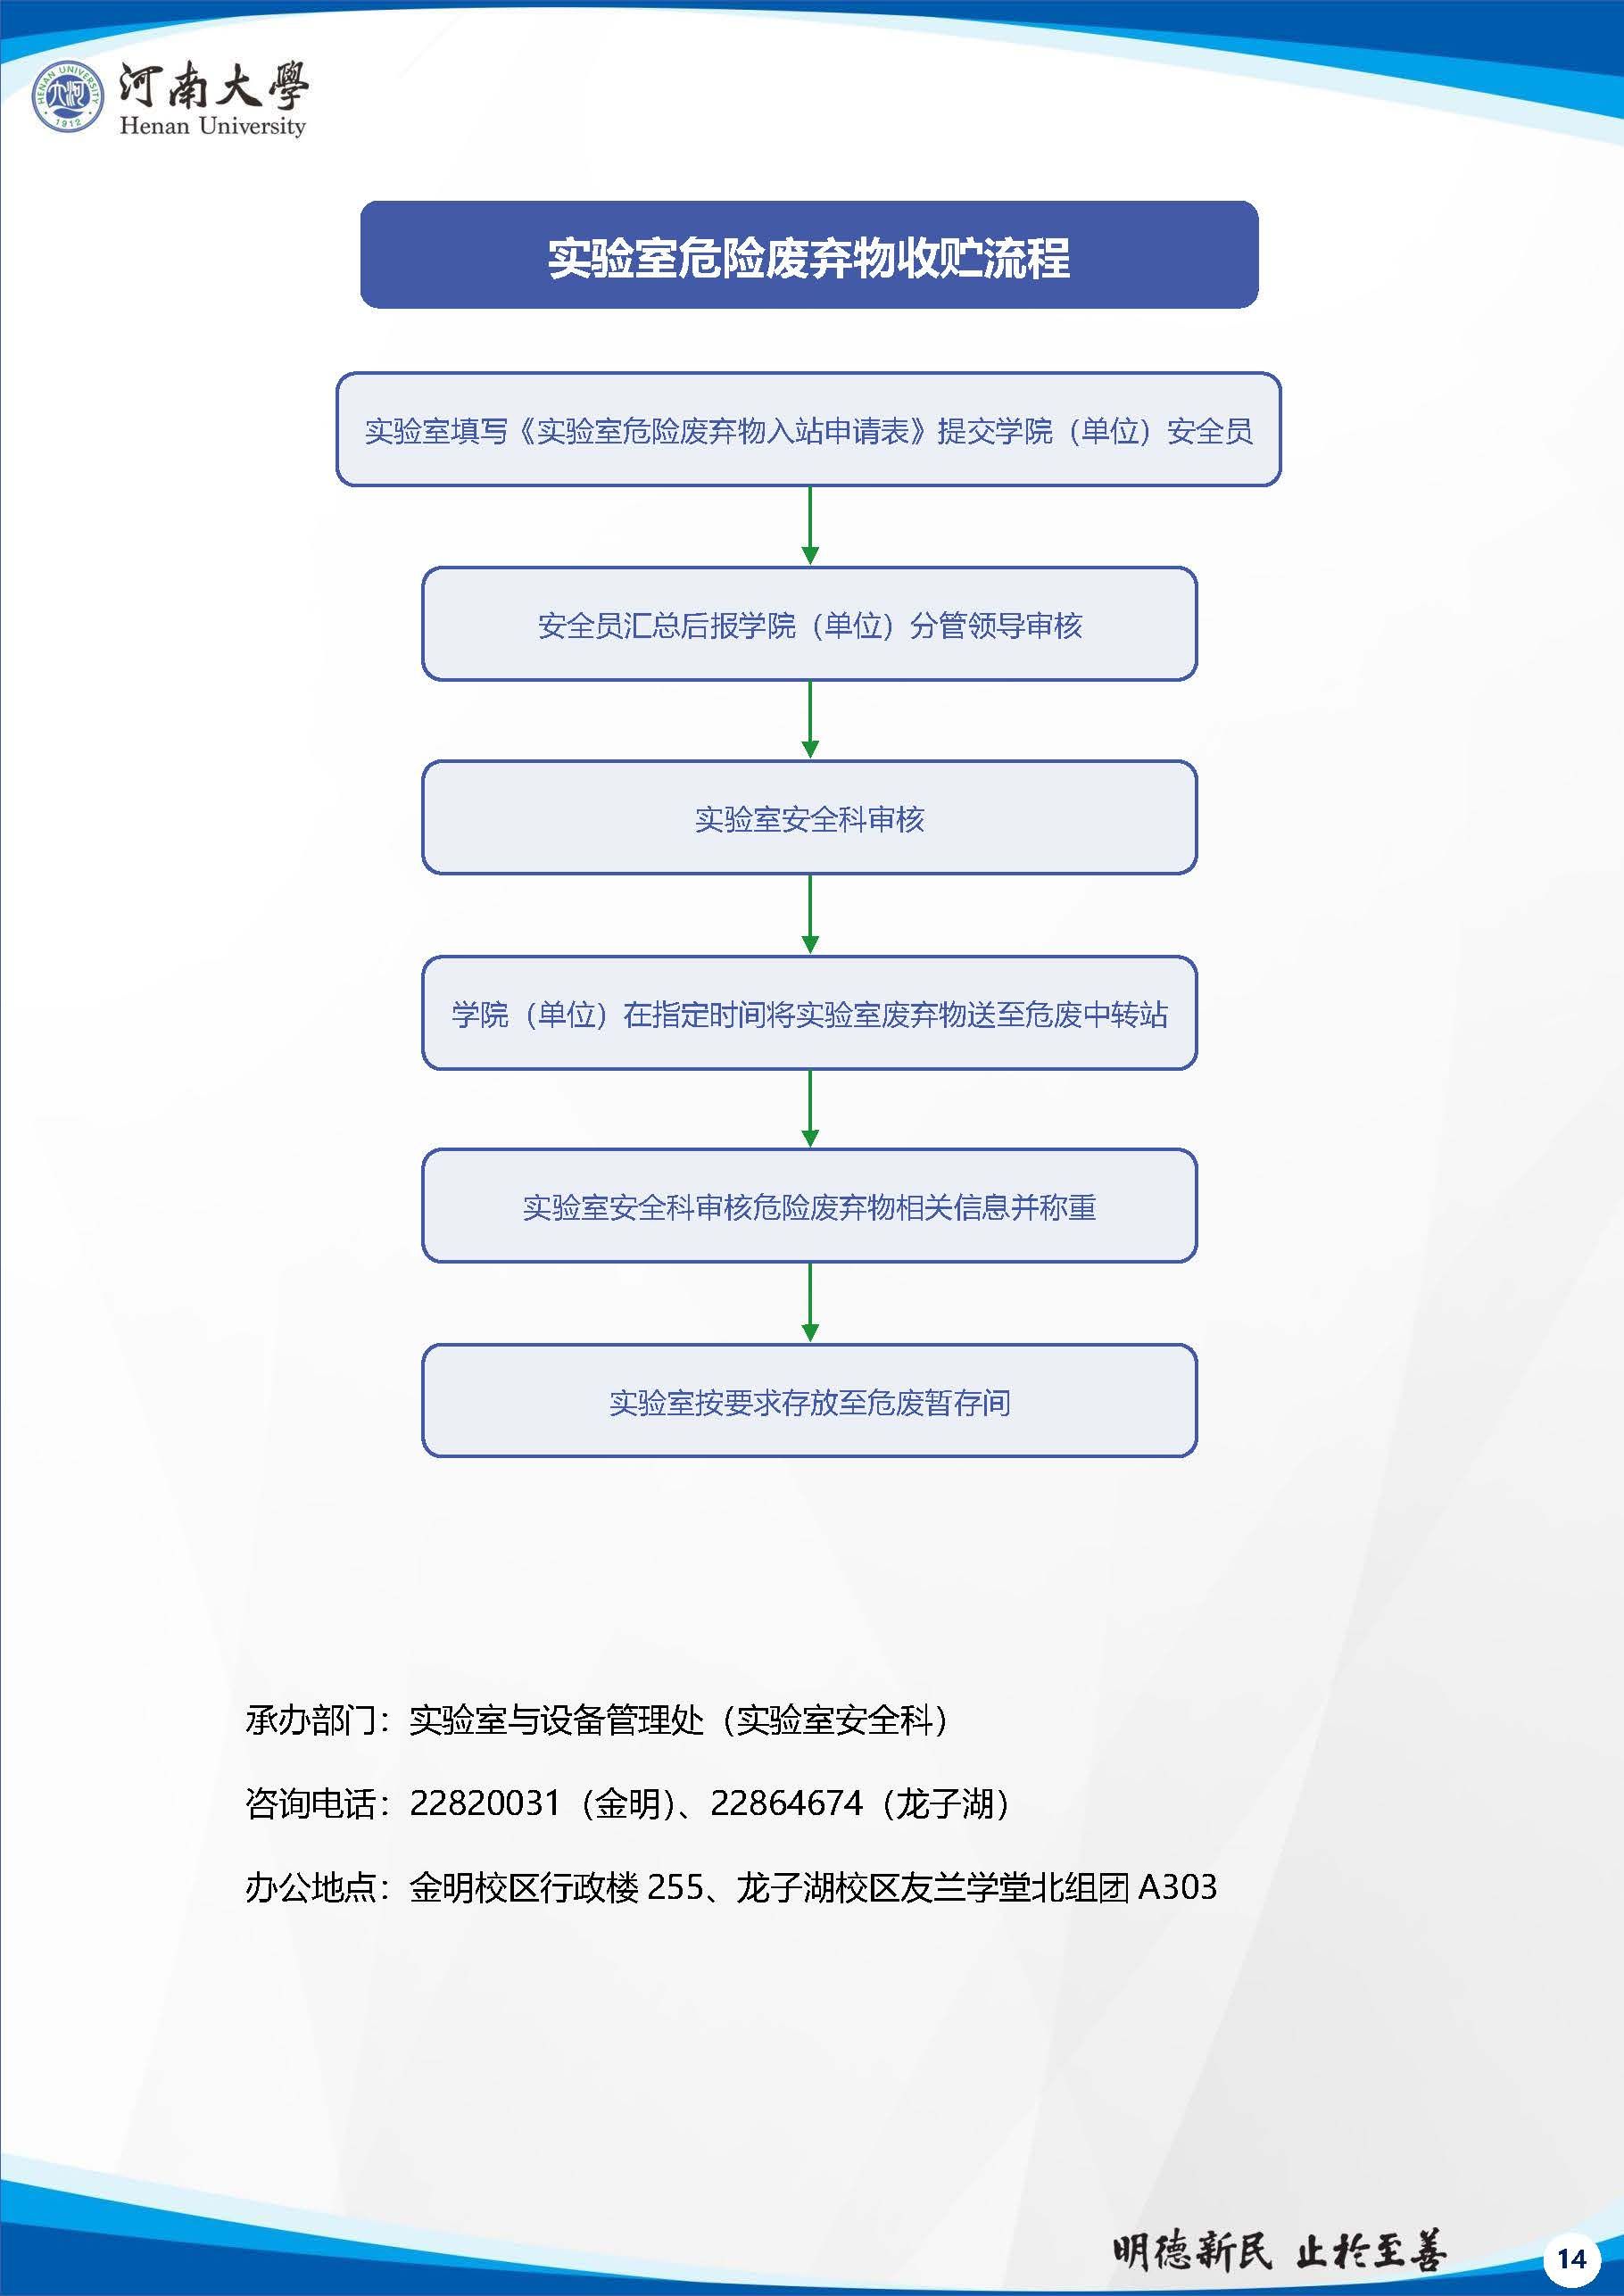 HENAN UNIVERSITY
1912
河南大學
Henan University
实验室危险废弃物收贮流程
实验室填写《实验室危险废弃物入站申请表》提交学院（单位）安全员
安全员汇总后报学院（单位）分管领导审核
实验室安全科审核
学院（单位）在指定时间将实验室废弃物送至危废中转站
实验室安全科审核危险废弃物相关信息并称重
实验室按要求存放至危废暂存间
承办部门：实验室与设备管理处（实验室安全科）
咨询电话：22820031（金明）、22864674（龙子湖）
办公地点：金明校区行政楼 255、龙子湖校区友兰学堂北组团 A303
明德新民 止於至善
14